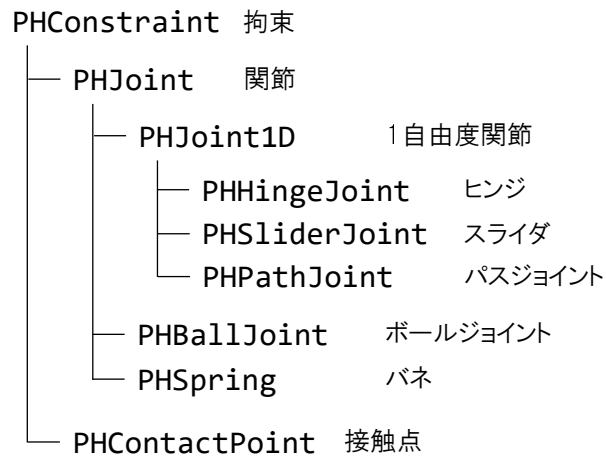 PHConstraint 拘束
PHJoint 関節
PHJoint1D 1自由度関節
PHHingeJoint ヒンジ
PHSliderJoint スライダ
PHPathJoint パスジョイント
PHBallJoint ボールジョイント
PHSpring バネ
PHContactPoint 接触点